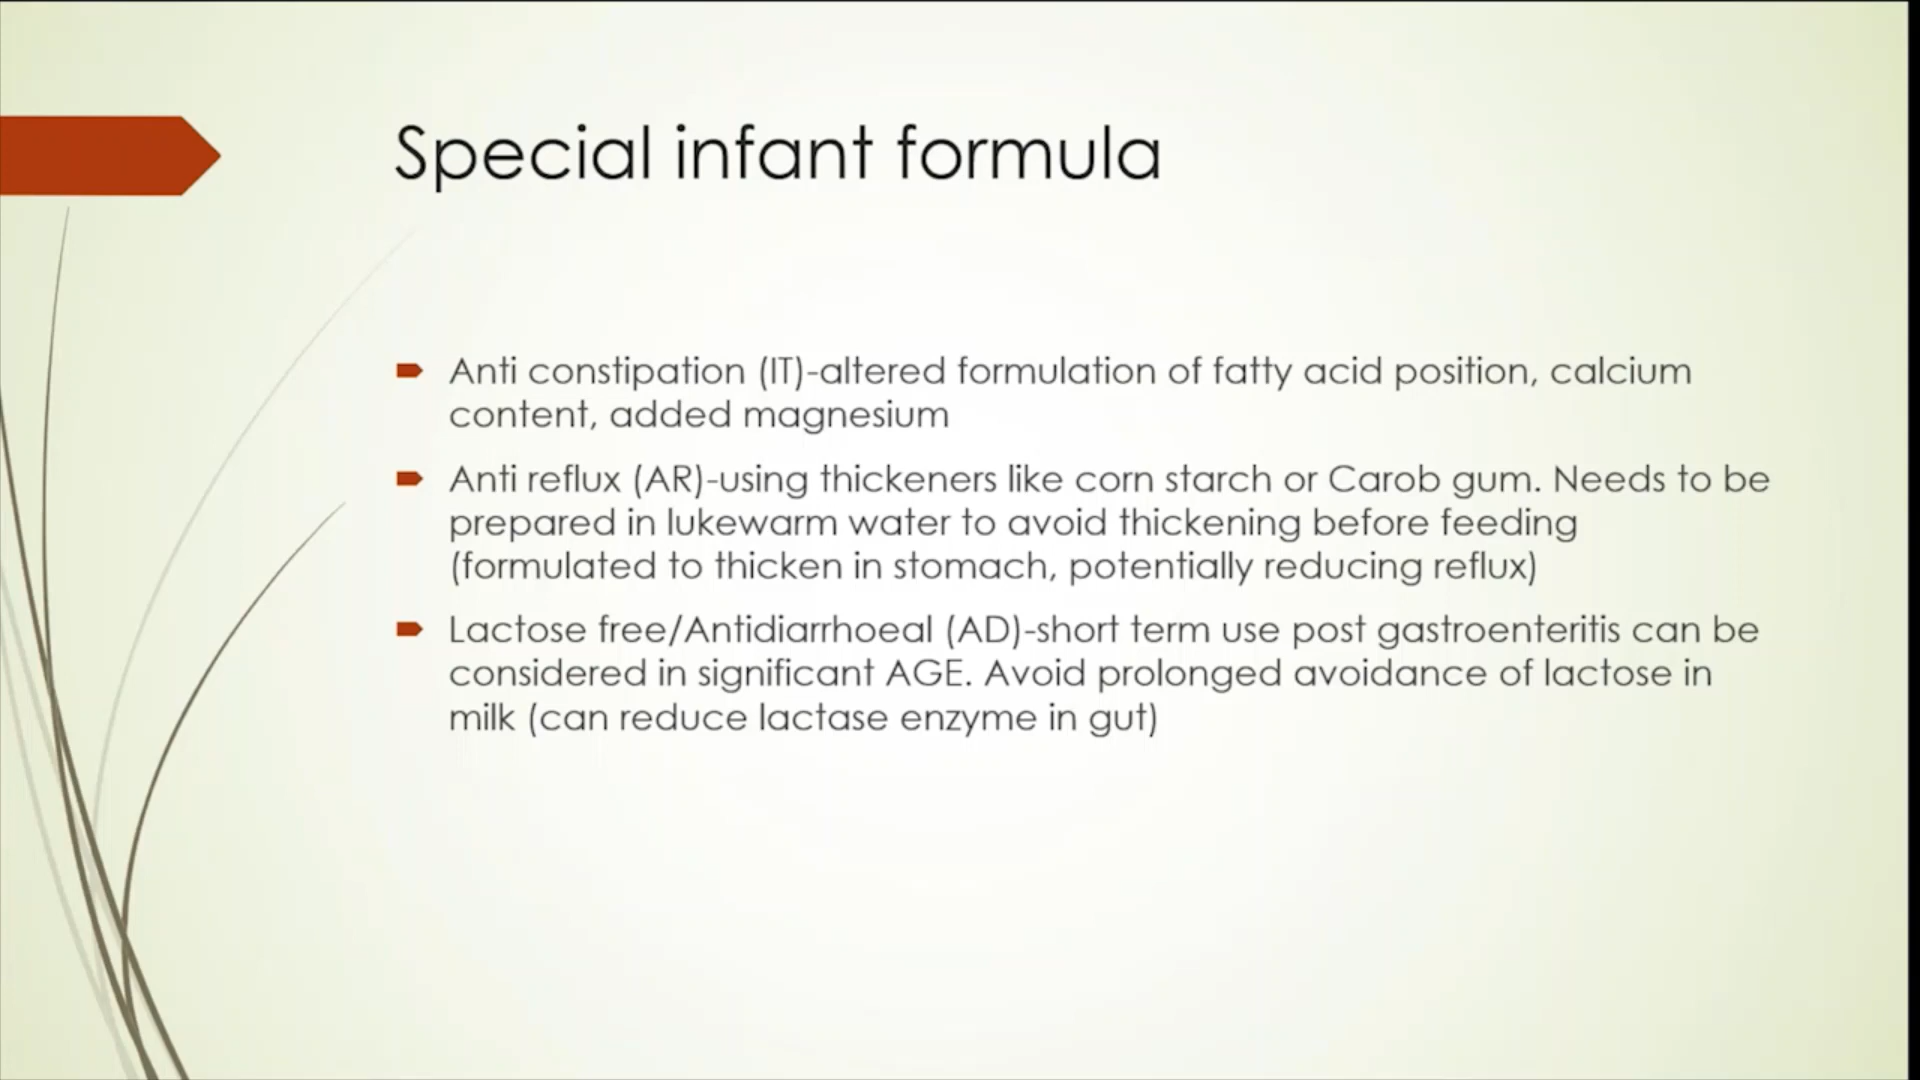 Special infant formula
Anti constipation (IT)-altered formulation of fatty acid position, calcium
content, added magnesium
Anti reflux (AR)-using thickeners like corn starch or Carob gum. Needs to be
prepared in lukewarm water to avoid thickening before feeding
(formulated to thicken in stomach, potentially reducing reflux)
Lactose free/Antidiarrhoeal (AD)-short term use post gastroenteritis can be
considered in significant AGE. Avoid prolonged avoidance of lactose in
milk (can reduce lactase enzyme in gut)